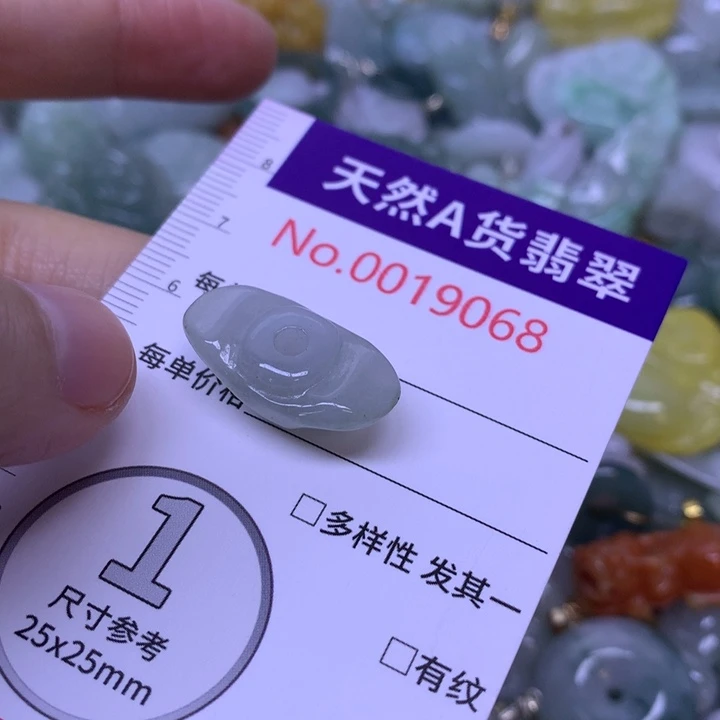 天然A货翡翠
No.0019068
8
7
6
每
每单价格
1
尺寸参考
25x25mm
□多样性 发其一
□有纹